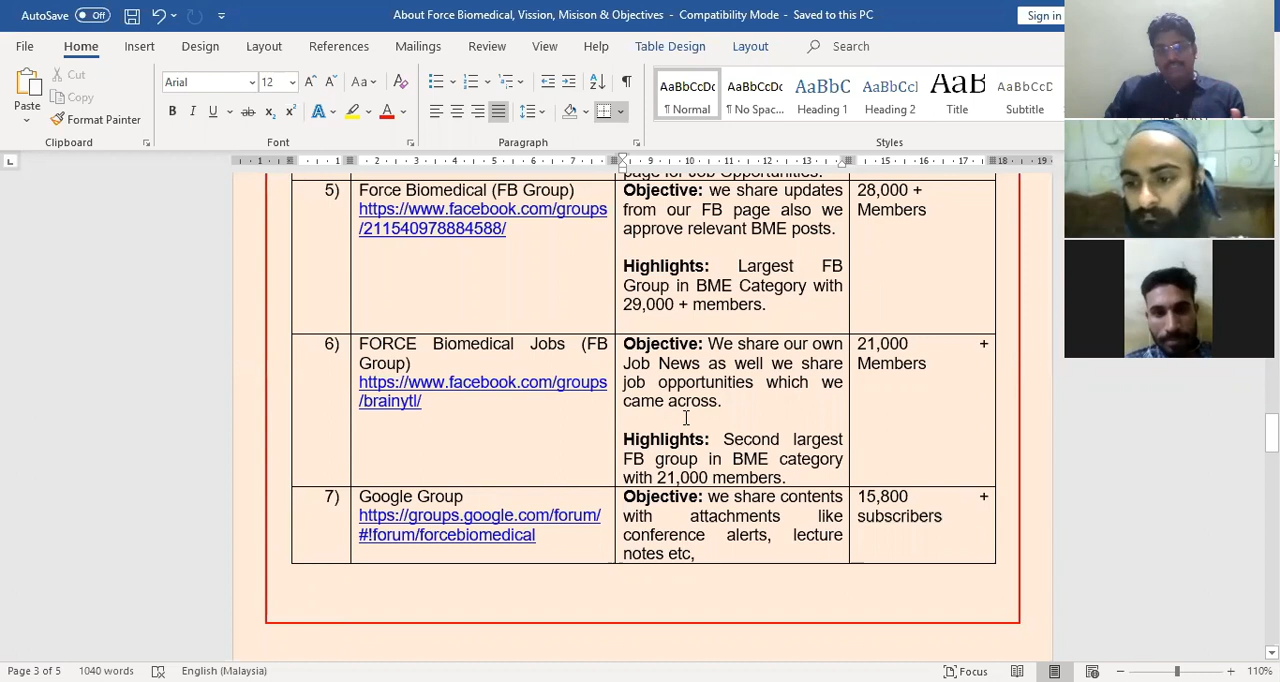 AutoSave Off
About Force Biomedical, Vission, Misison & Objectives - Compatibility Mode - Saved to this PC
Sign in
File Home Insert Design Layout References Mailings Review View Help Table Design Layout Search
Paste
Cut
Copy
Format Painter
Clipboard
Arial 12
Font
Paragraph
AaBbCcDc AaBbCcDc AaBbC AaBbCcl AaB AaBbCcDc
¶ Normal ¶ No Spac... Heading 1 Heading 2 Title Subtitle
Styles
page for Job Opportunities.
5) Force Biomedical (FB Group)
https://www.facebook.com/groups
/211540978884588/
Objective: we share updates
from our FB page also we
approve relevant BME posts.
Highlights: Largest FB
Group in BME Category with
29,000 + members.
28,000 +
Members
6) FORCE Biomedical Jobs (FB
Group)
https://www.facebook.com/groups
/brainytl/
Objective: We share our own
Job News as well we share
job opportunities which we
came across.
Highlights: Second largest
FB group in BME category
with 21,000 members.
21,000 +
Members
7) Google Group
https://groups.google.com/forum/
#!forum/forcebiomedical
Objective: we share contents
with attachments like
conference alerts, lecture
notes etc,
15,800 +
subscribers
Page 3 of 5 1040 words English (Malaysia) Focus 110%